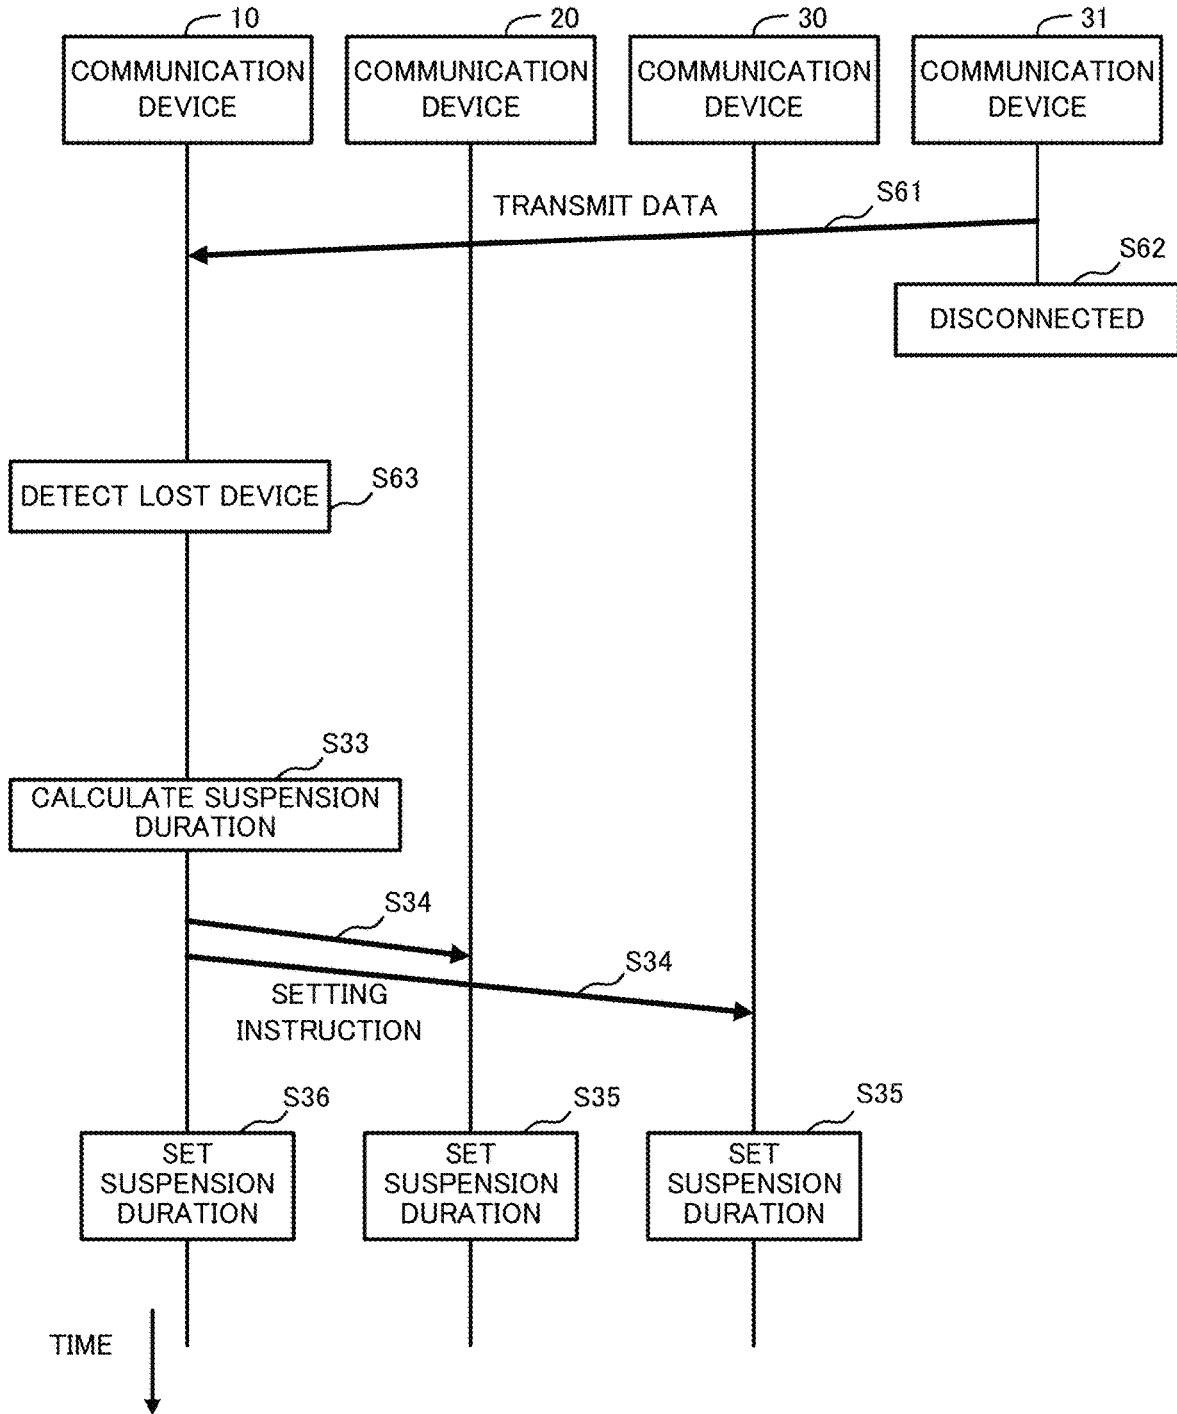 10
20
30
31
COMMUNICATION
DEVICE
COMMUNICATION
DEVICE
COMMUNICATION
DEVICE
COMMUNICATION
DEVICE
TRANSMIT DATA
S61
S62
DISCONNECTED
DETECT LOST DEVICE
S63
S33
CALCULATE SUSPENSION
DURATION
S34
S34
SETTING
INSTRUCTION
S36
S35
S35
SET
SUSPENSION
DURATION
SET
SUSPENSION
DURATION
SET
SUSPENSION
DURATION
TIME